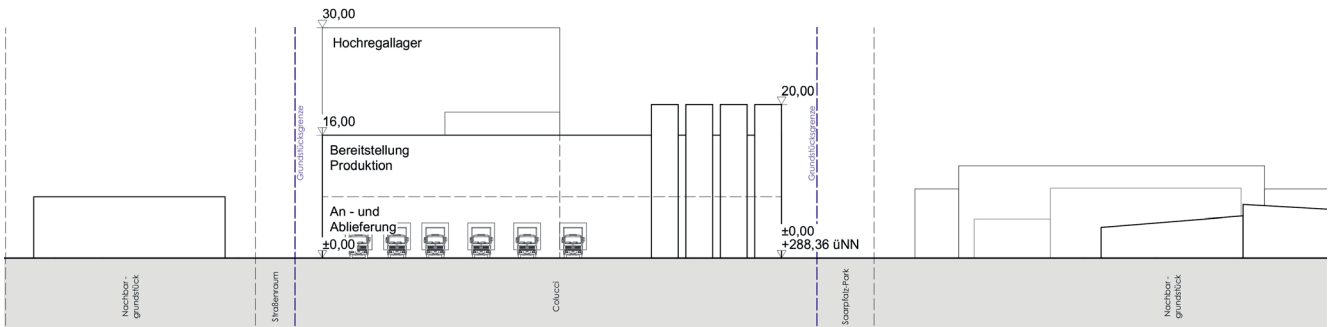 30,00
Hochregallager
Grundstücksgrenze
16,00
Bereitstellung
Produktion
20,00
Grundstücksgrenze
An - und
Ablieferung
±0,00
±0,00
+288,36 üNN
Nachbar -
grundstück
Straßenraum
Colucci
Saarpfalz-Park
Nachbar -
grundstück